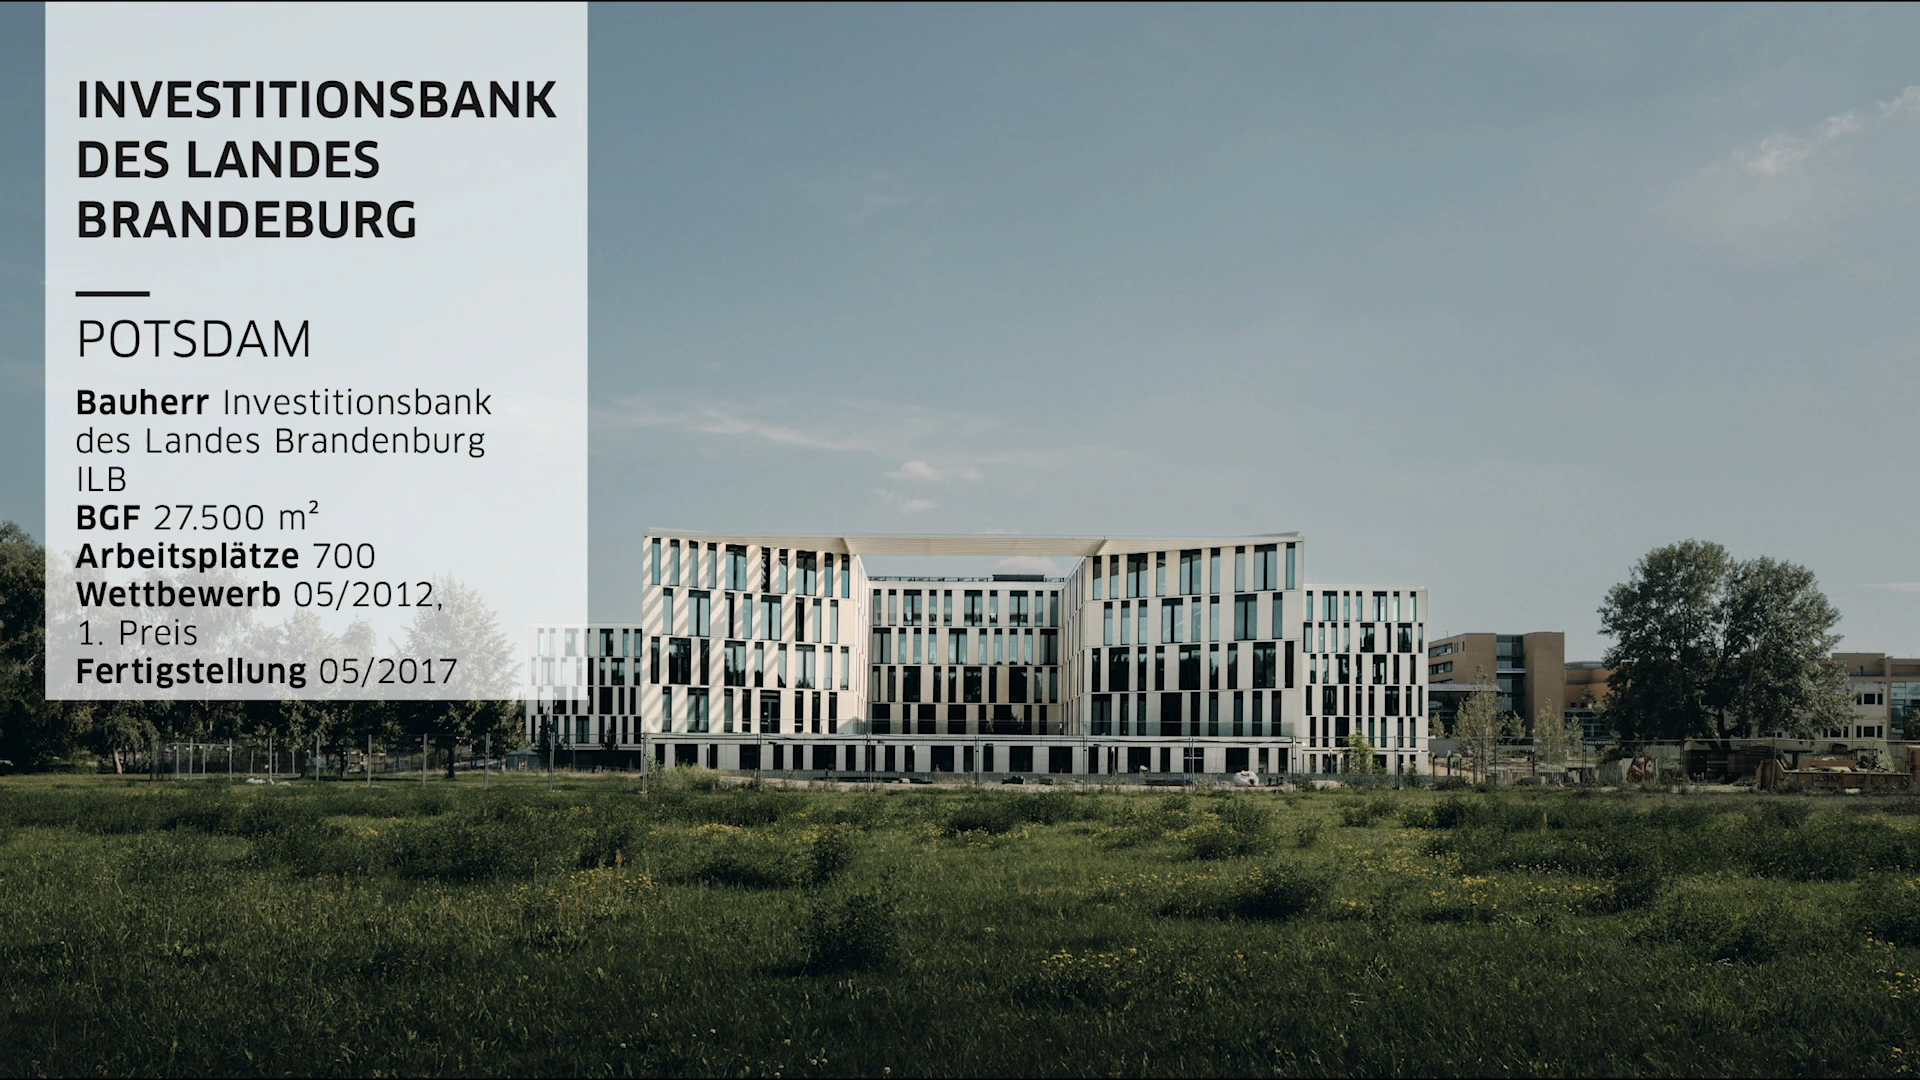 INVESTITIONSBANK
DES LANDES
BRANDEBURG
POTSDAM
Bauherr Investitionsbank
des Landes Brandenburg
ILB
BGF 27.500 m²
Arbeitsplätze 700
Wettbewerb 05/2012,
1. Preis
Fertigstellung 05/2017